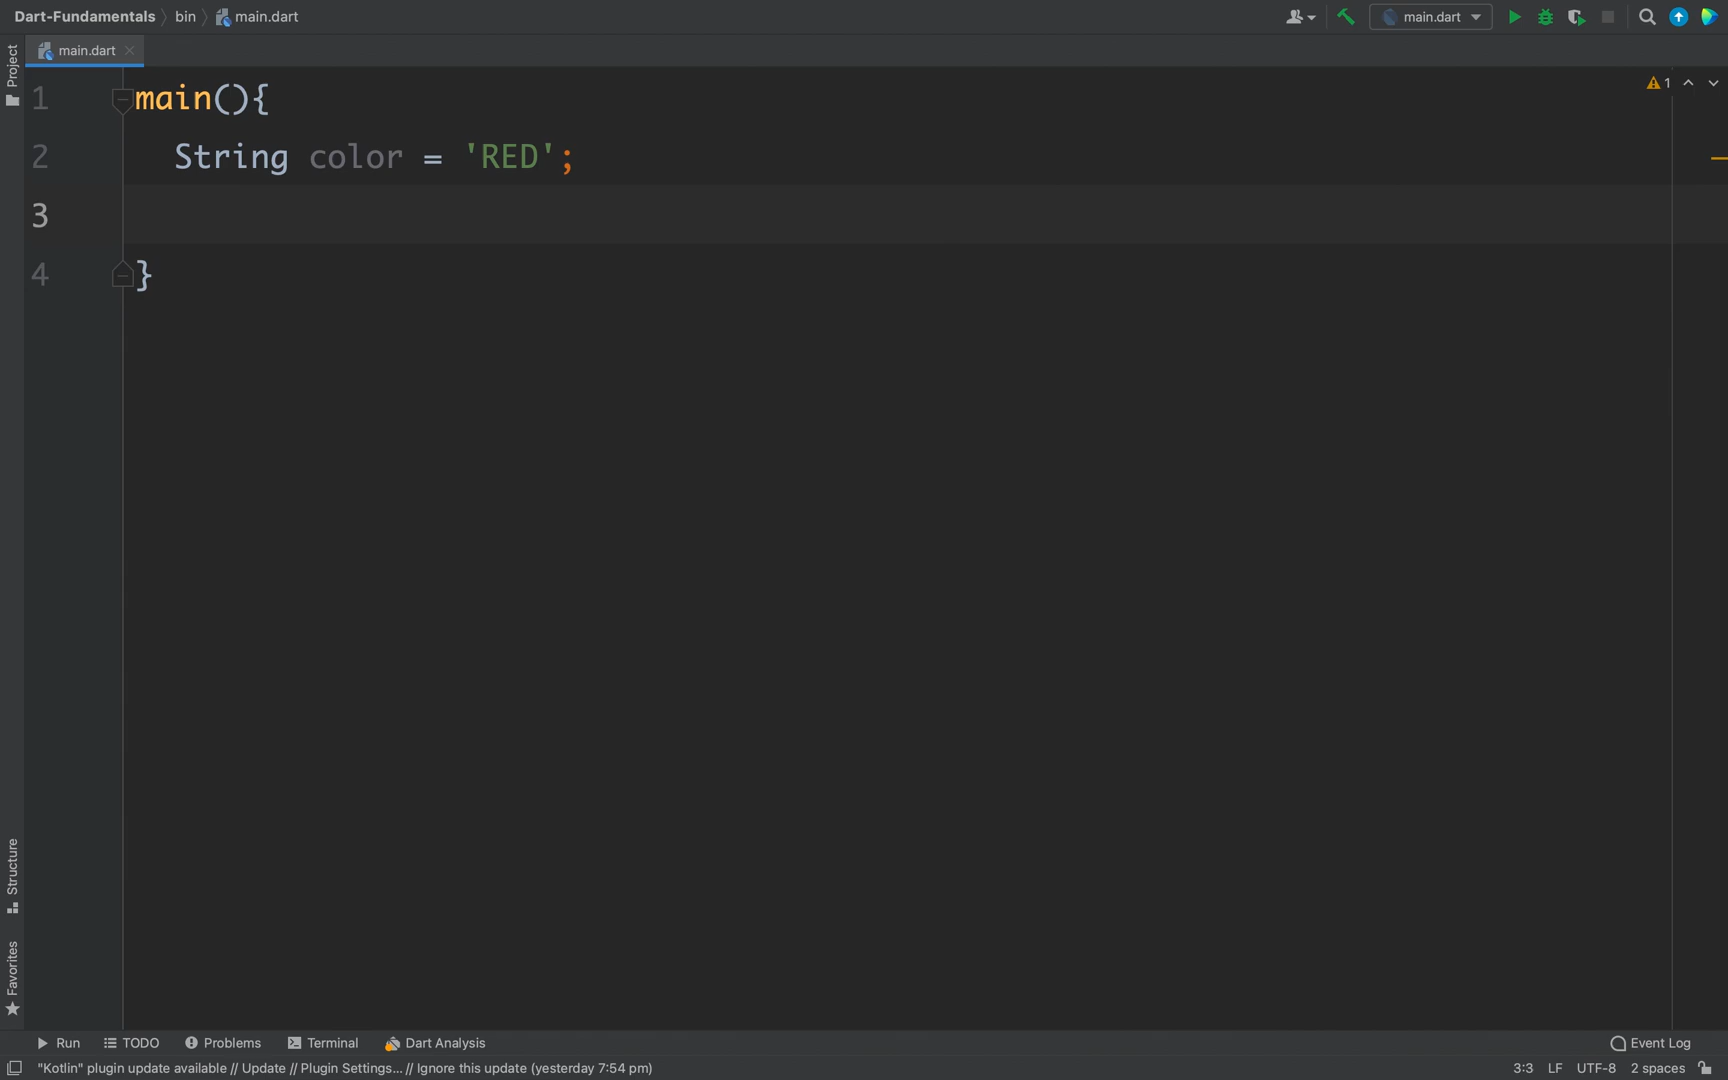 Dart-Fundamentals bin main.dart main.dart
Project main.dart
1 main(){ 1
2 String color = 'RED';
3
4 }
Structure
Favorites
Run TODO Problems Terminal Dart Analysis Event Log
"Kotlin" plugin update available // Update // Plugin Settings... // Ignore this update (yesterday 7:54 pm) 3:3 LF UTF-8 2 spaces